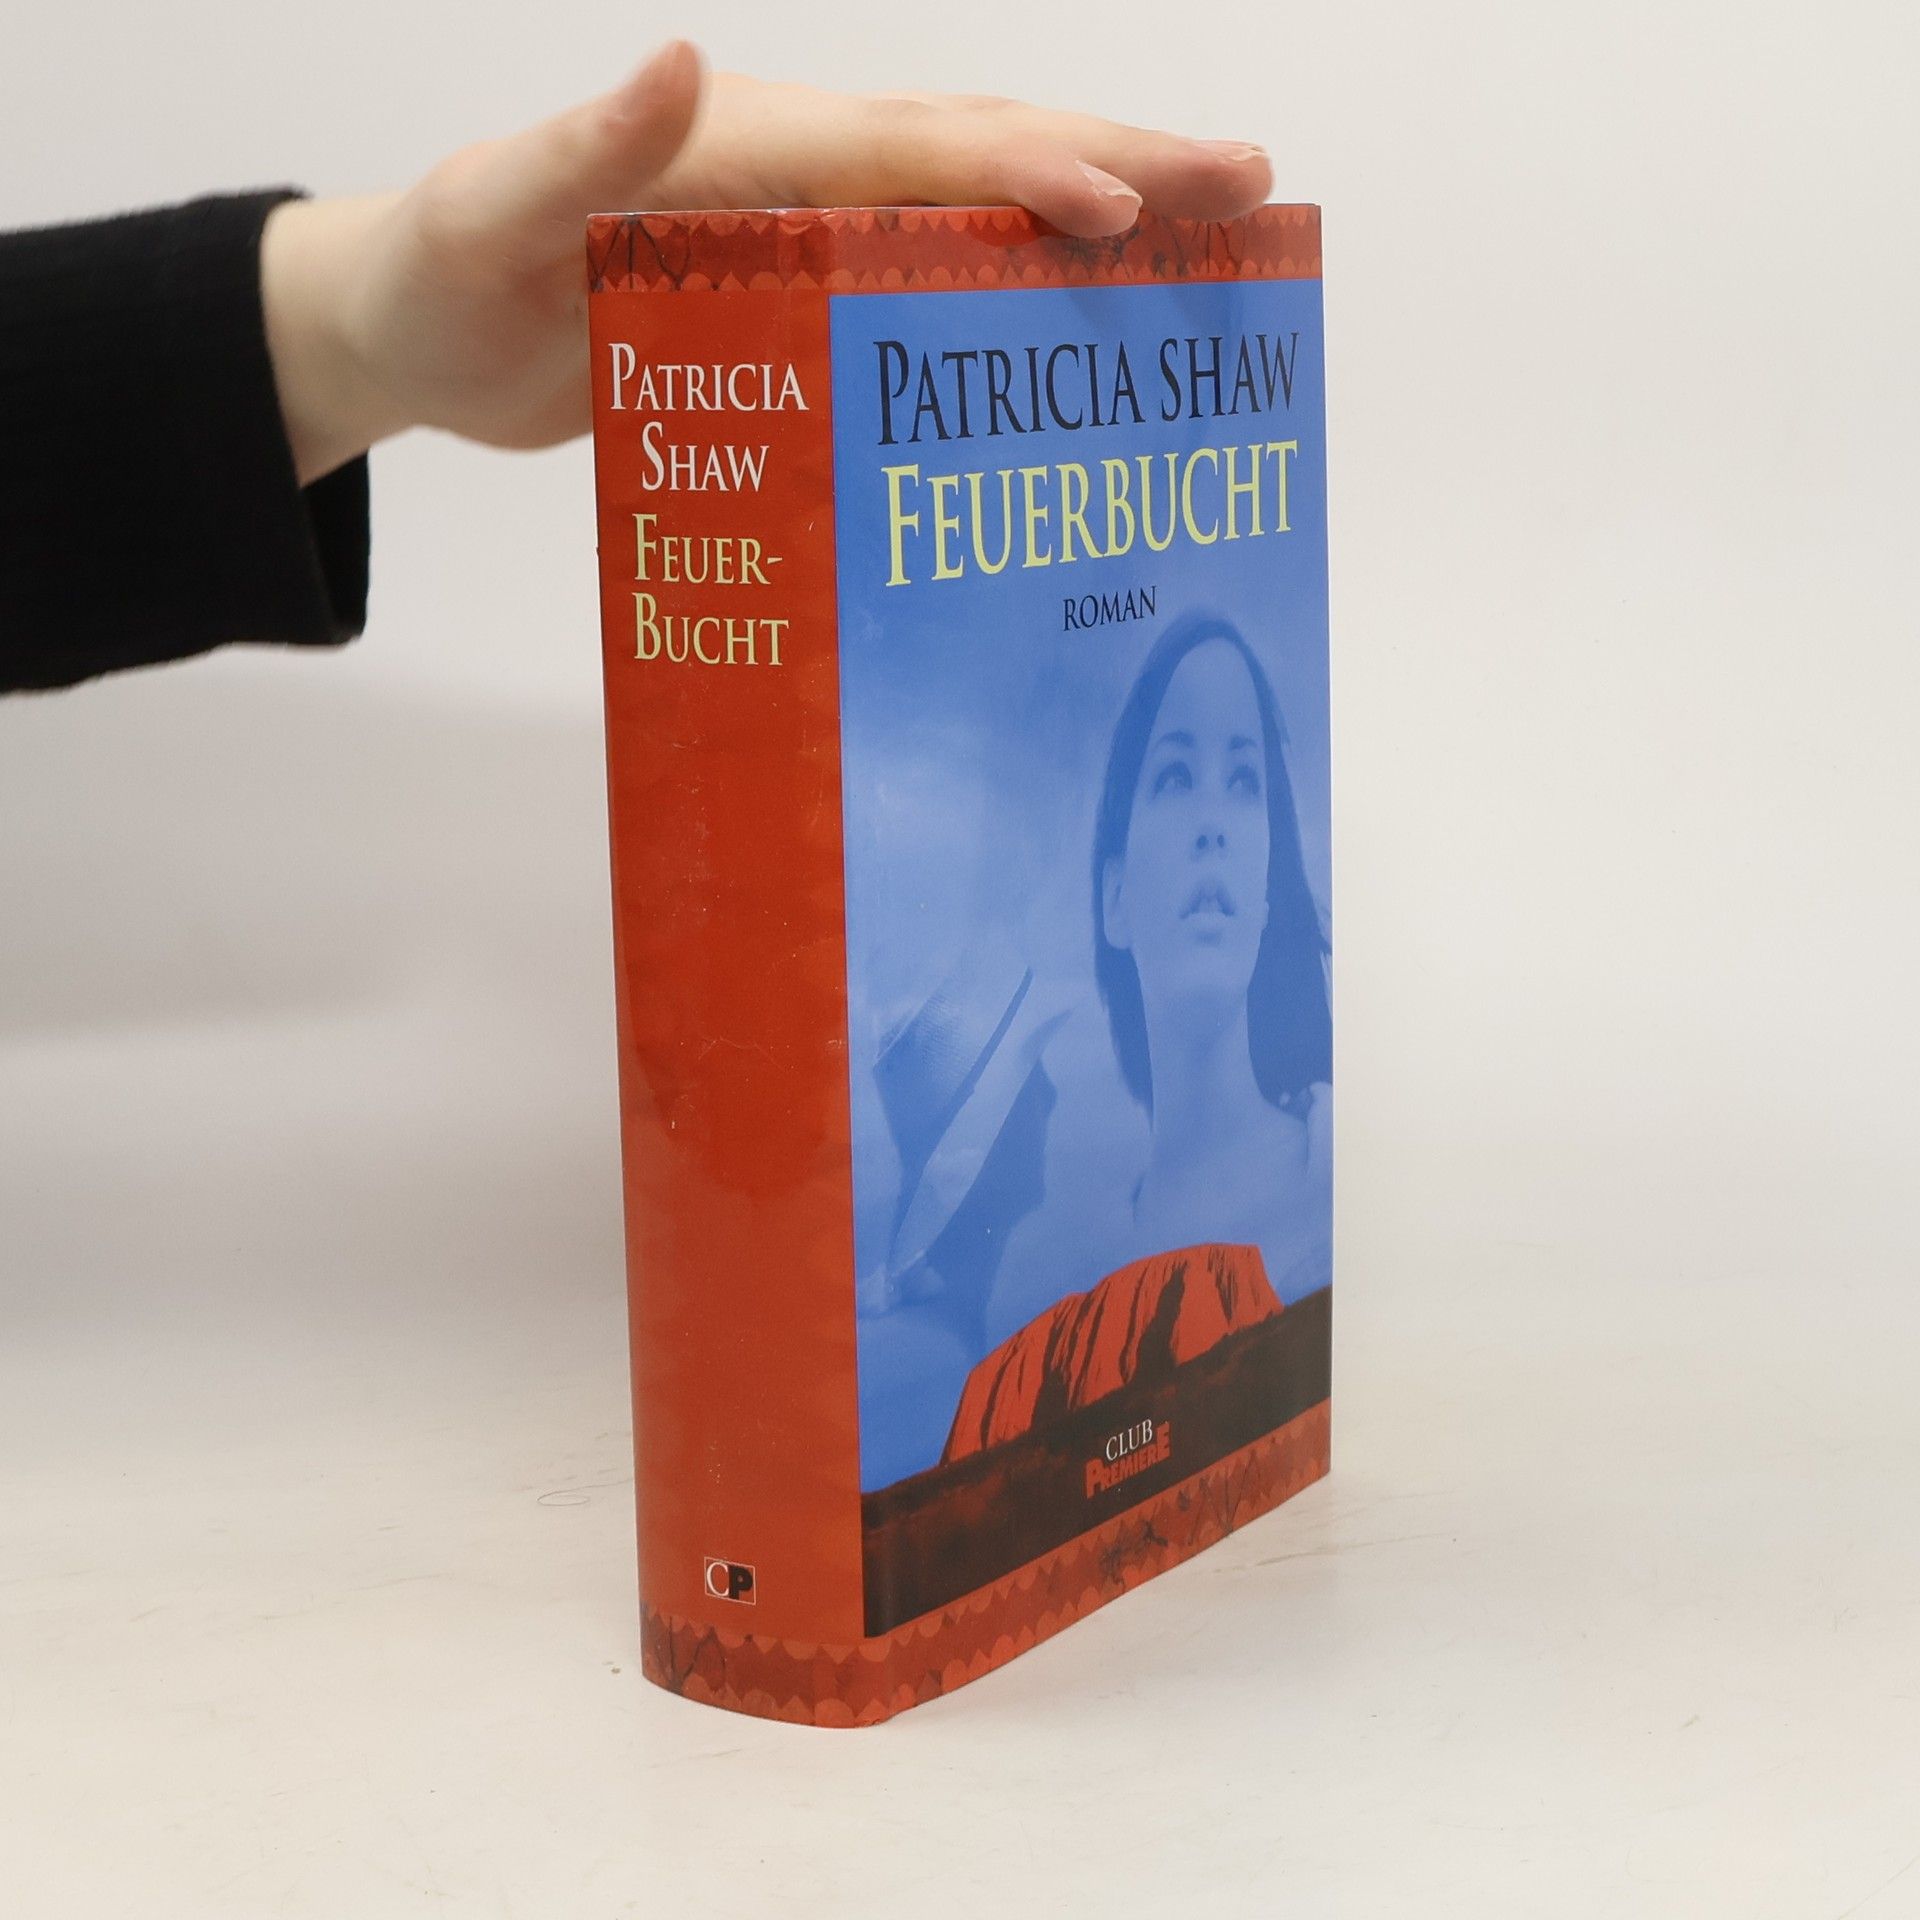 PATRICIA
SHAW
FEUER-
BUCHT
CP
PATRICIA SHAW
FEUERBUCHT
ROMAN
CLUB
PREMIERE